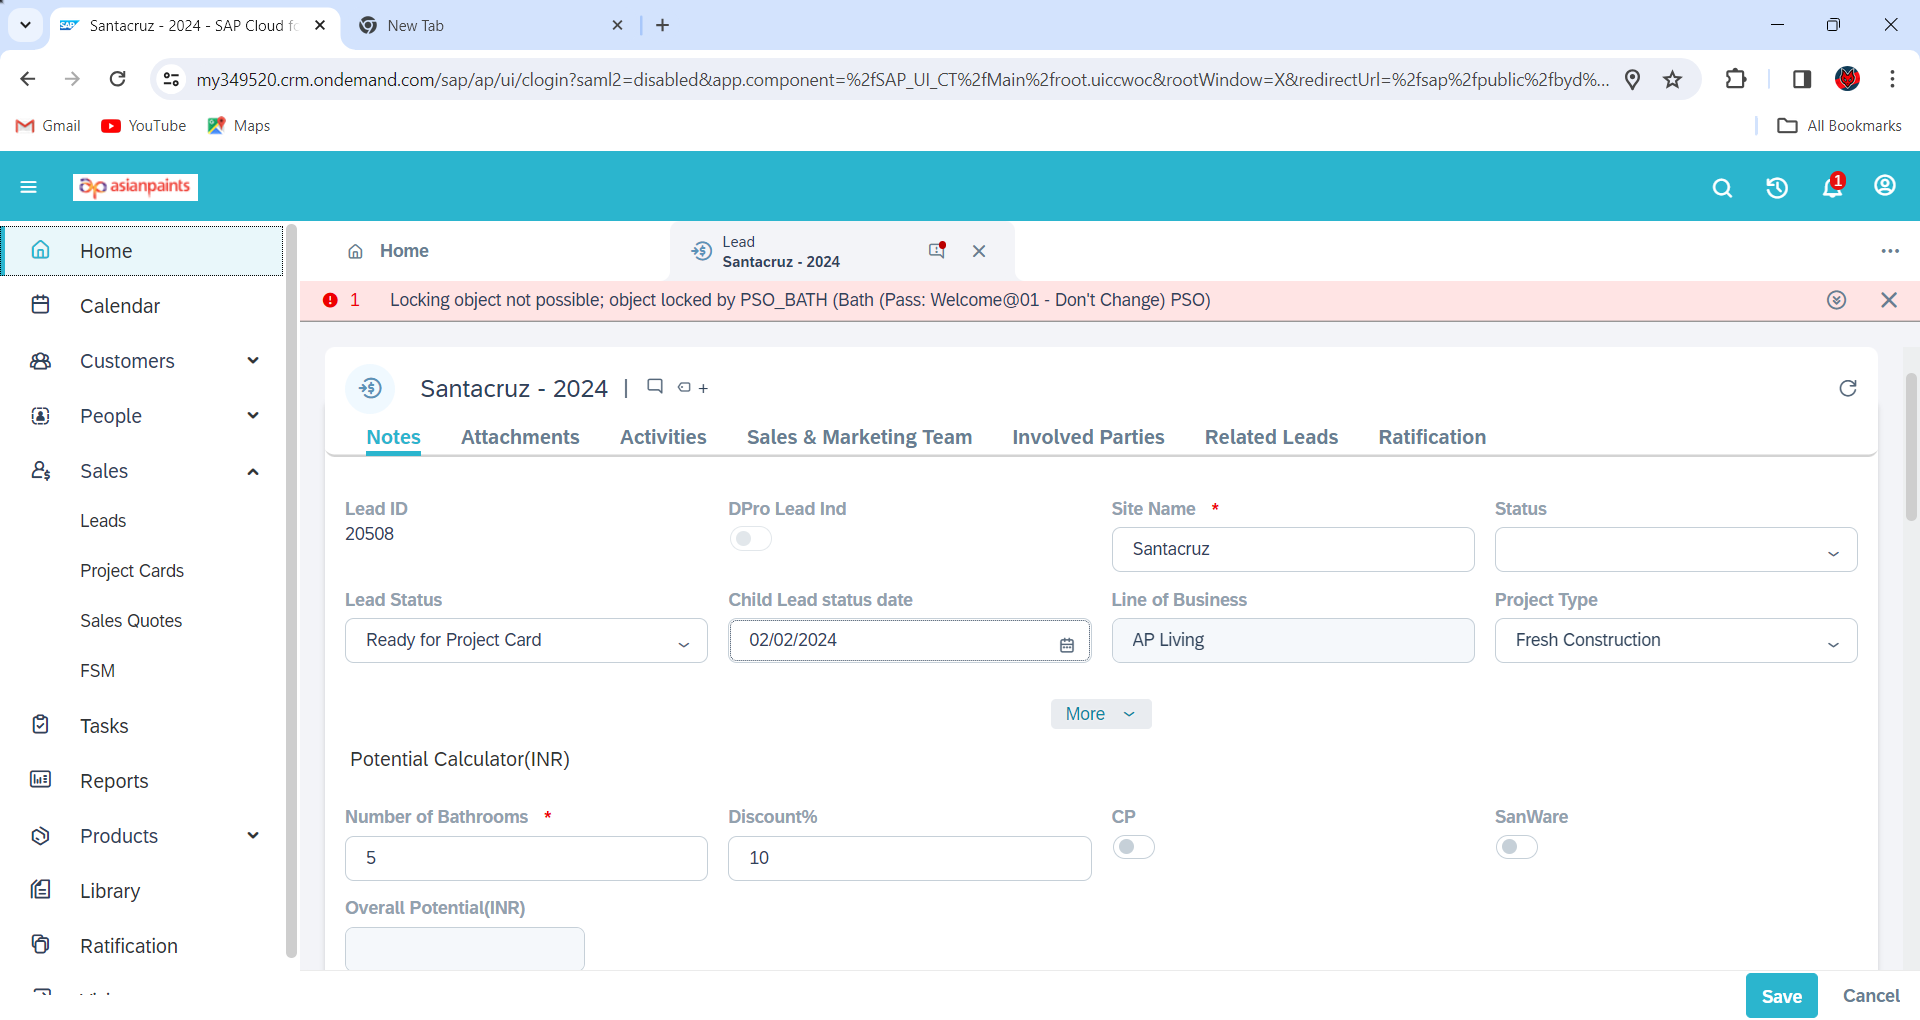 Santacruz - 2024 - SAP Cloud fo
New Tab
my349520.crm.ondemand.com/sap/ap/ui/clogin?saml2=disabled&app.component=%2fSAP_UI_CT%2fMain%2froot.uiccwoc&rootWindow=X&redirectUrl=%2fsap%2fpublic%2fbyd%...
Gmail
YouTube
Maps
All Bookmarks
asianpaints
1
Home
Calendar
Customers
People
Sales
Leads
Project Cards
Sales Quotes
FSM
Tasks
Reports
Products
Library
Ratification
Home
Lead
Santacruz - 2024
1 Locking object not possible; object locked by PSO_BATH (Bath (Pass: Welcome@01 - Don't Change) PSO)
Santacruz - 2024 |
Notes Attachments Activities Sales & Marketing Team Involved Parties Related Leads Ratification
Lead ID
20508
DPro Lead Ind
Site Name *
Santacruz
Status
Lead Status
Ready for Project Card
Child Lead status date
02/02/2024
Line of Business
AP Living
Project Type
Fresh Construction
More
Potential Calculator(INR)
Number of Bathrooms *
5
Discount%
10
CP
SanWare
Overall Potential(INR)
Save
Cancel